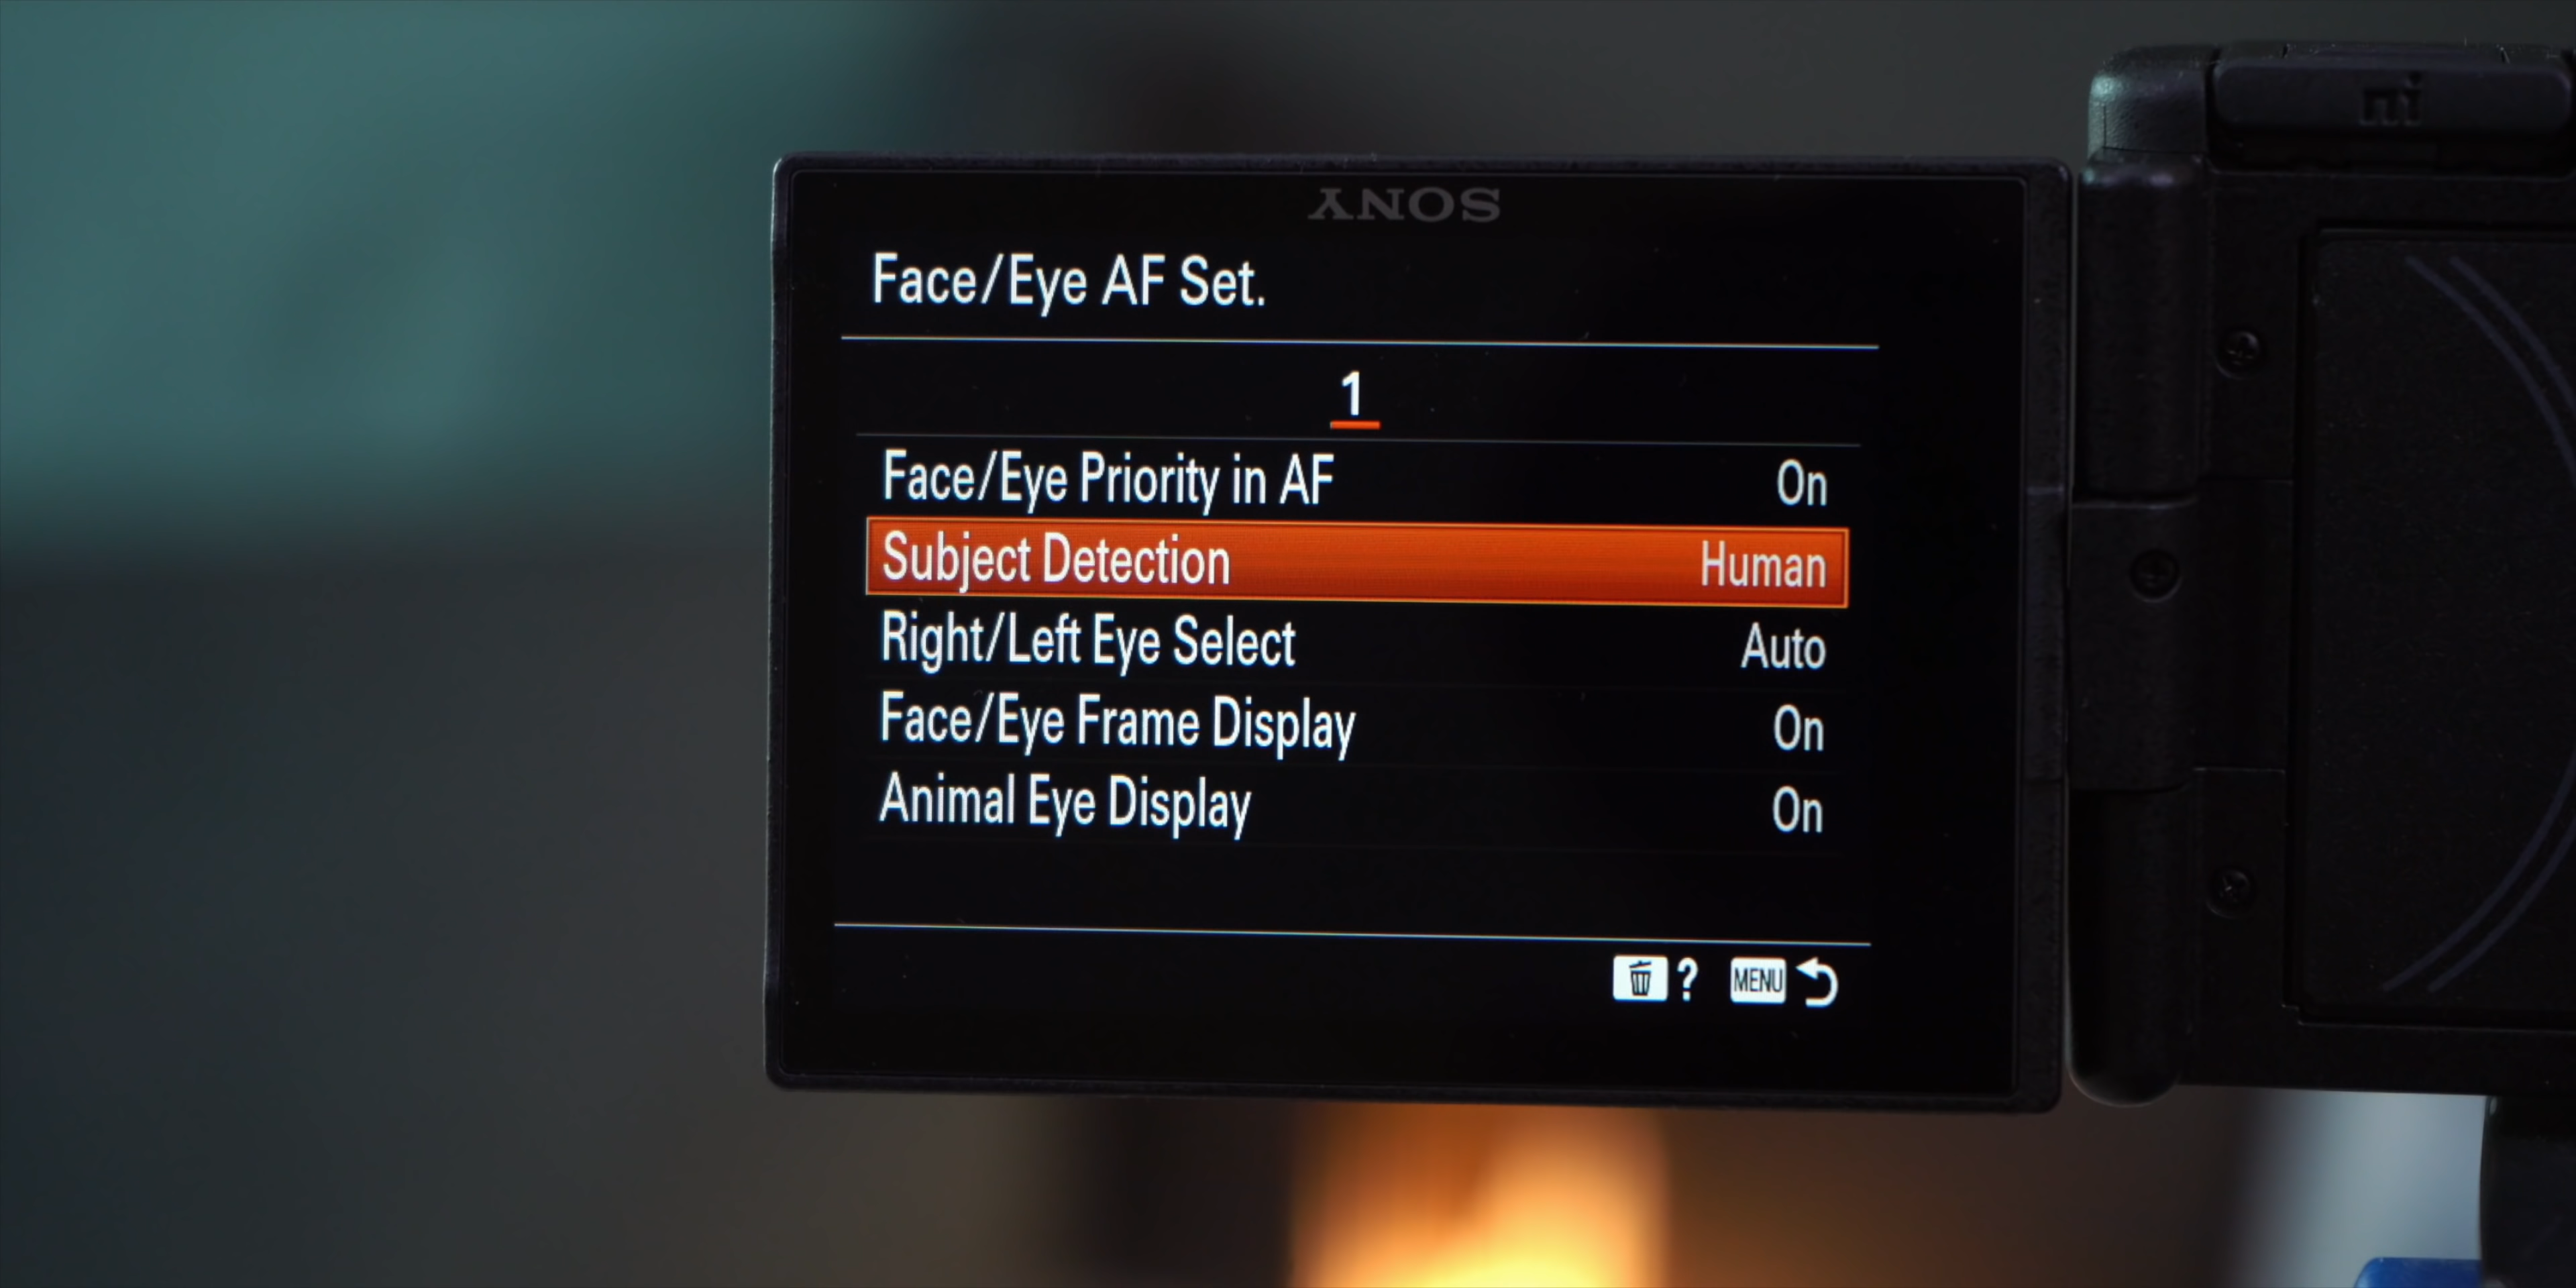 SONY
Face/Eye AF Set.
1
Face/Eye Priority in AF On
Subject Detection Human
Right/Left Eye Select Auto
Face/Eye Frame Display On
Animal Eye Display On
? MENU
mi